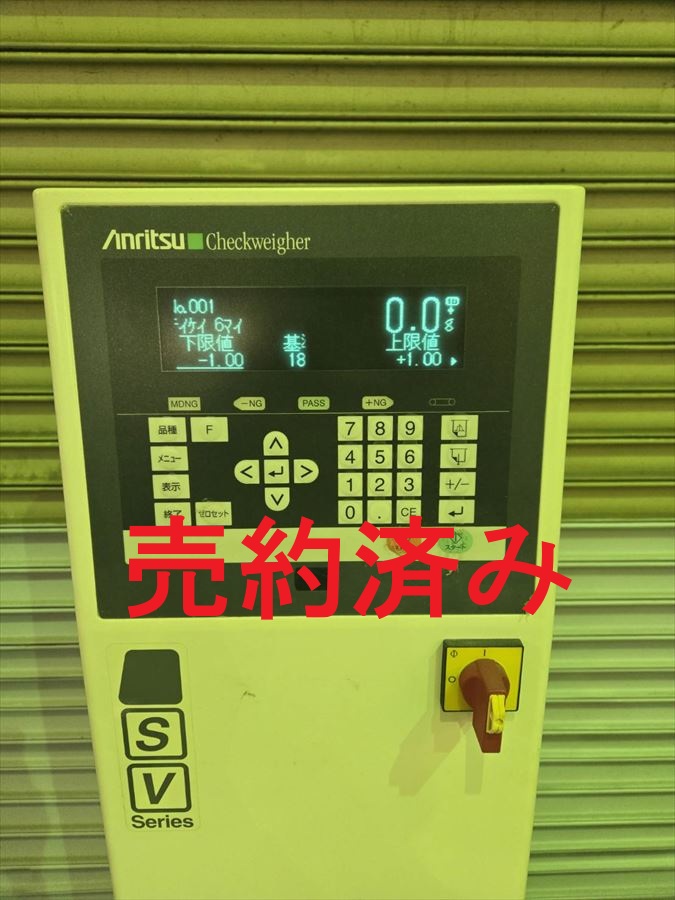 Anritsu Checkweigher
No.001
0.0g
ｼｲｹｲ 6ﾏｲ
下限値 基準 上限値
-1.00 18 +1.00
MDNG -NG PASS +NG
品種 F 7 8 9
メニュー 4 5 6
表示 1 2 3 +/-
終了 ゼロセット 0 . CE
スタート
売約済み
I
O
S
V
Series